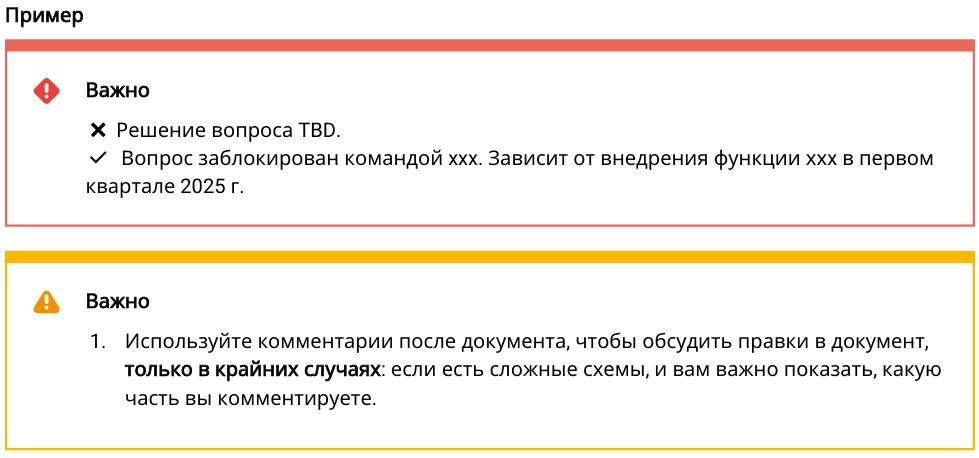 Пример
Важно
❌ Решение вопроса TBD.
✓ Вопрос заблокирован командой xxx. Зависит от внедрения функции xxx в первом
квартале 2025 г.
Важно
1. Используйте комментарии после документа, чтобы обсудить правки в документ,
только в крайних случаях: если есть сложные схемы, и вам важно показать, какую
часть вы комментируете.